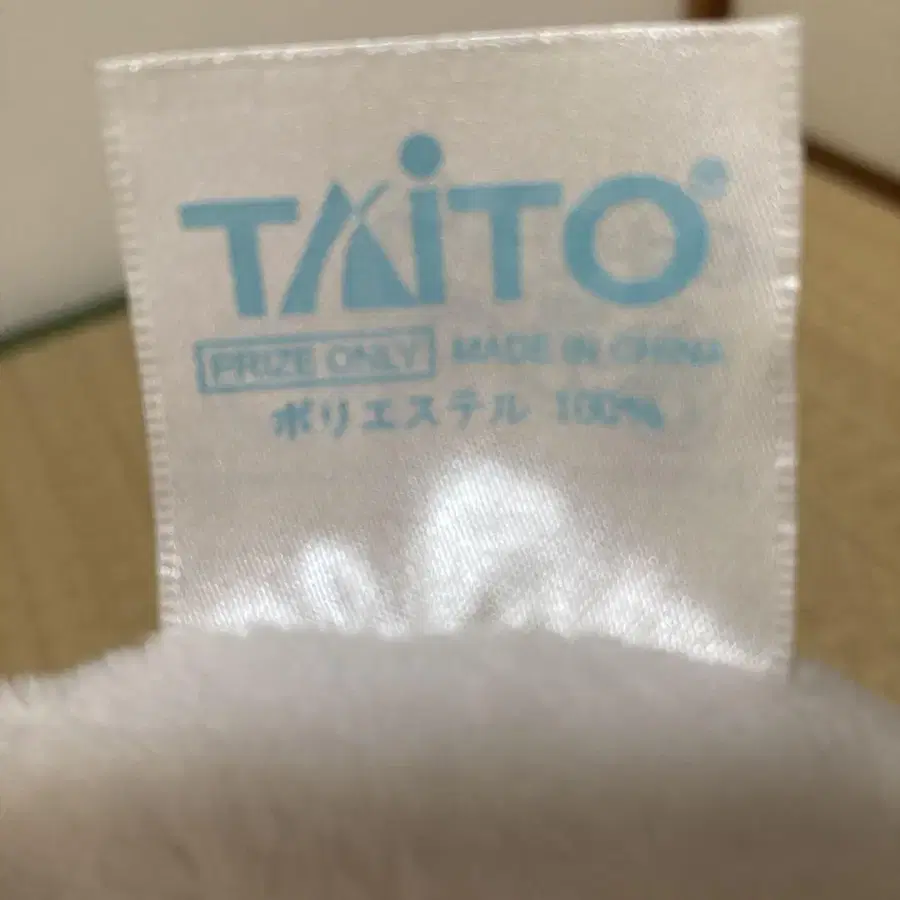 TAiTO
PRIZE ONLY MADE IN CHINA
ポリエステル 100%